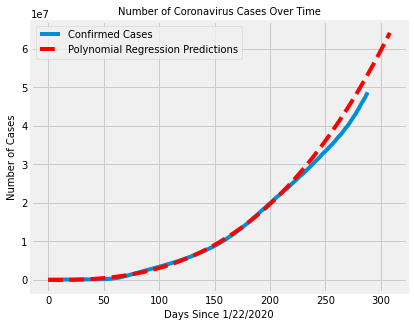 Number of Coronavirus Cases Over Time
1e7
Confirmed Cases
Polynomial Regression Predictions
6
5
4
3
2
1
0
Number of Cases
0 50 100 150 200 250 300
Days Since 1/22/2020